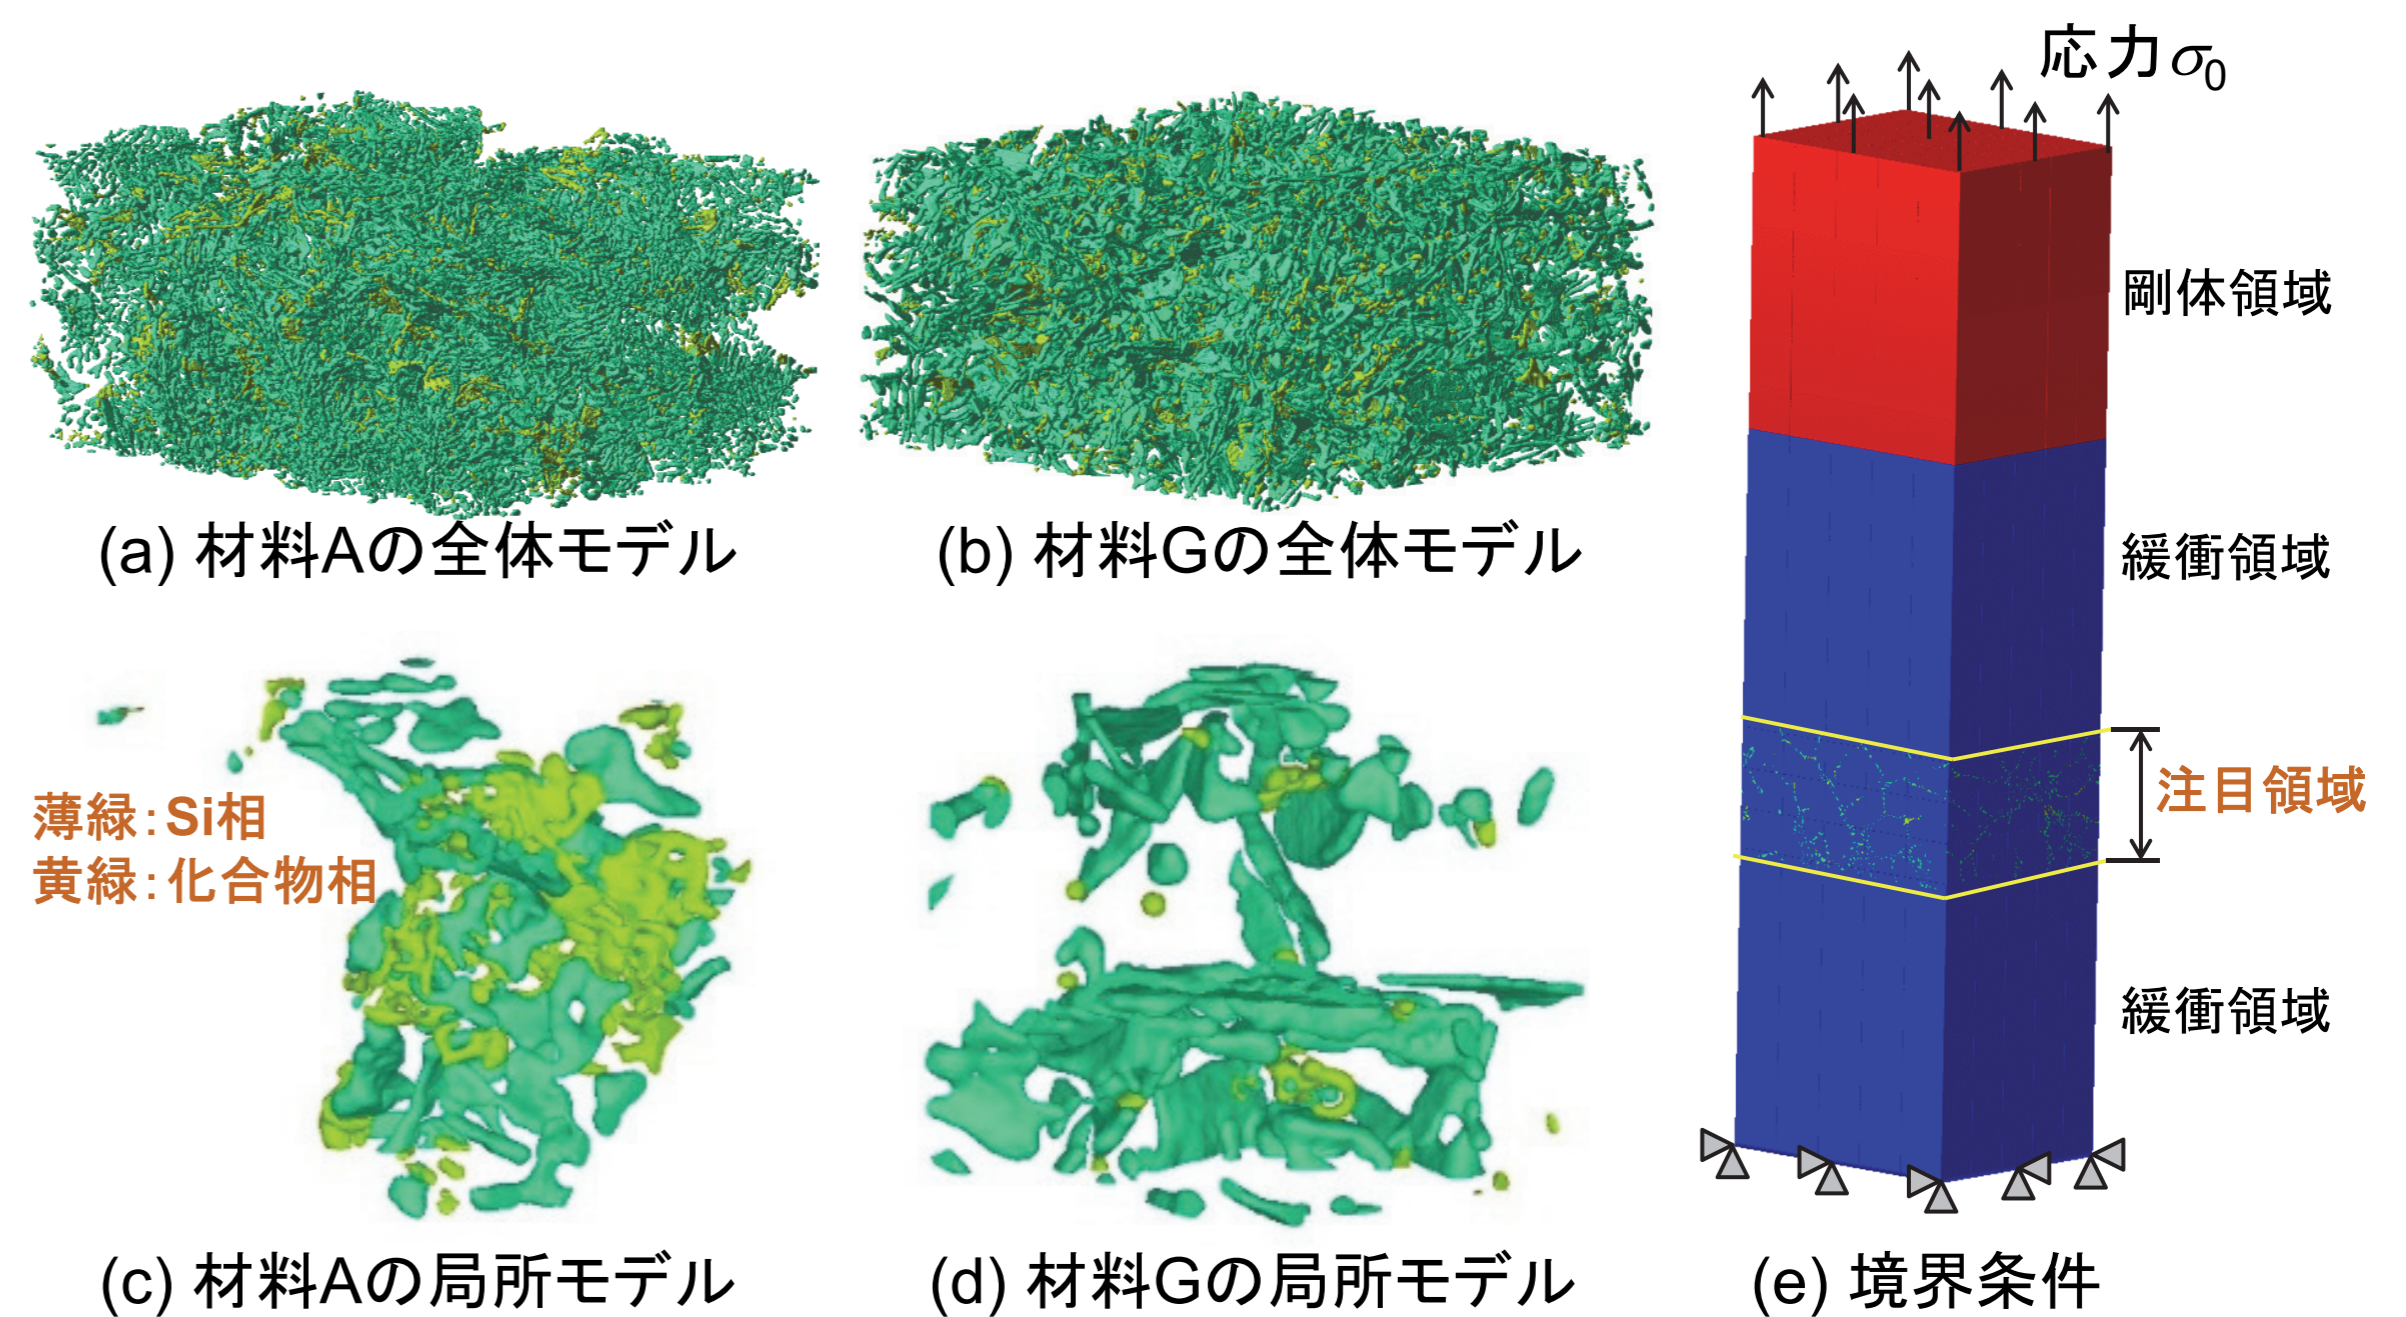 応力σ0
剛体領域
(a) 材料Aの全体モデル
(b) 材料Gの全体モデル
緩衝領域
薄緑：Si相
黄緑：化合物相
注目領域
緩衝領域
(c) 材料Aの局所モデル
(d) 材料Gの局所モデル
(e) 境界条件